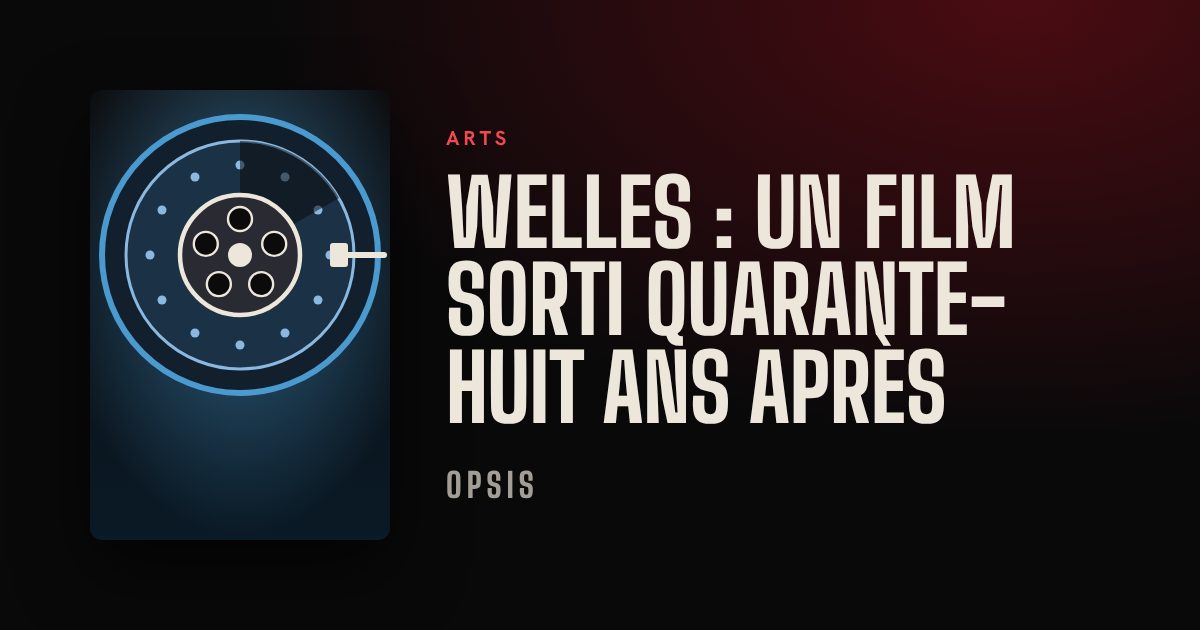 ARTS
WELLES : UN FILM
SORTI QUARANTE-
HUIT ANS APRÈS
OPSIS